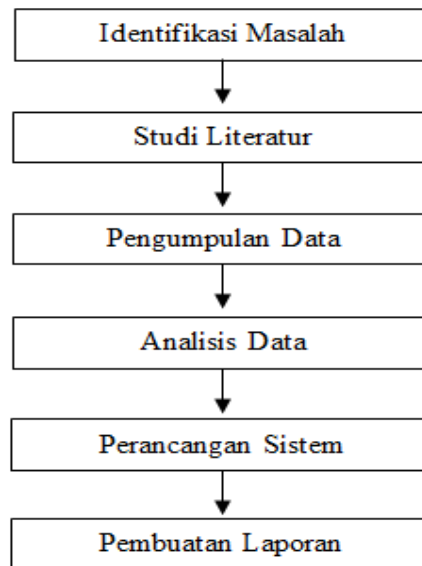 Identifikasi Masalah
Studi Literatur
Pengumpulan Data
Analisis Data
Perancangan Sistem
Pembuatan Laporan